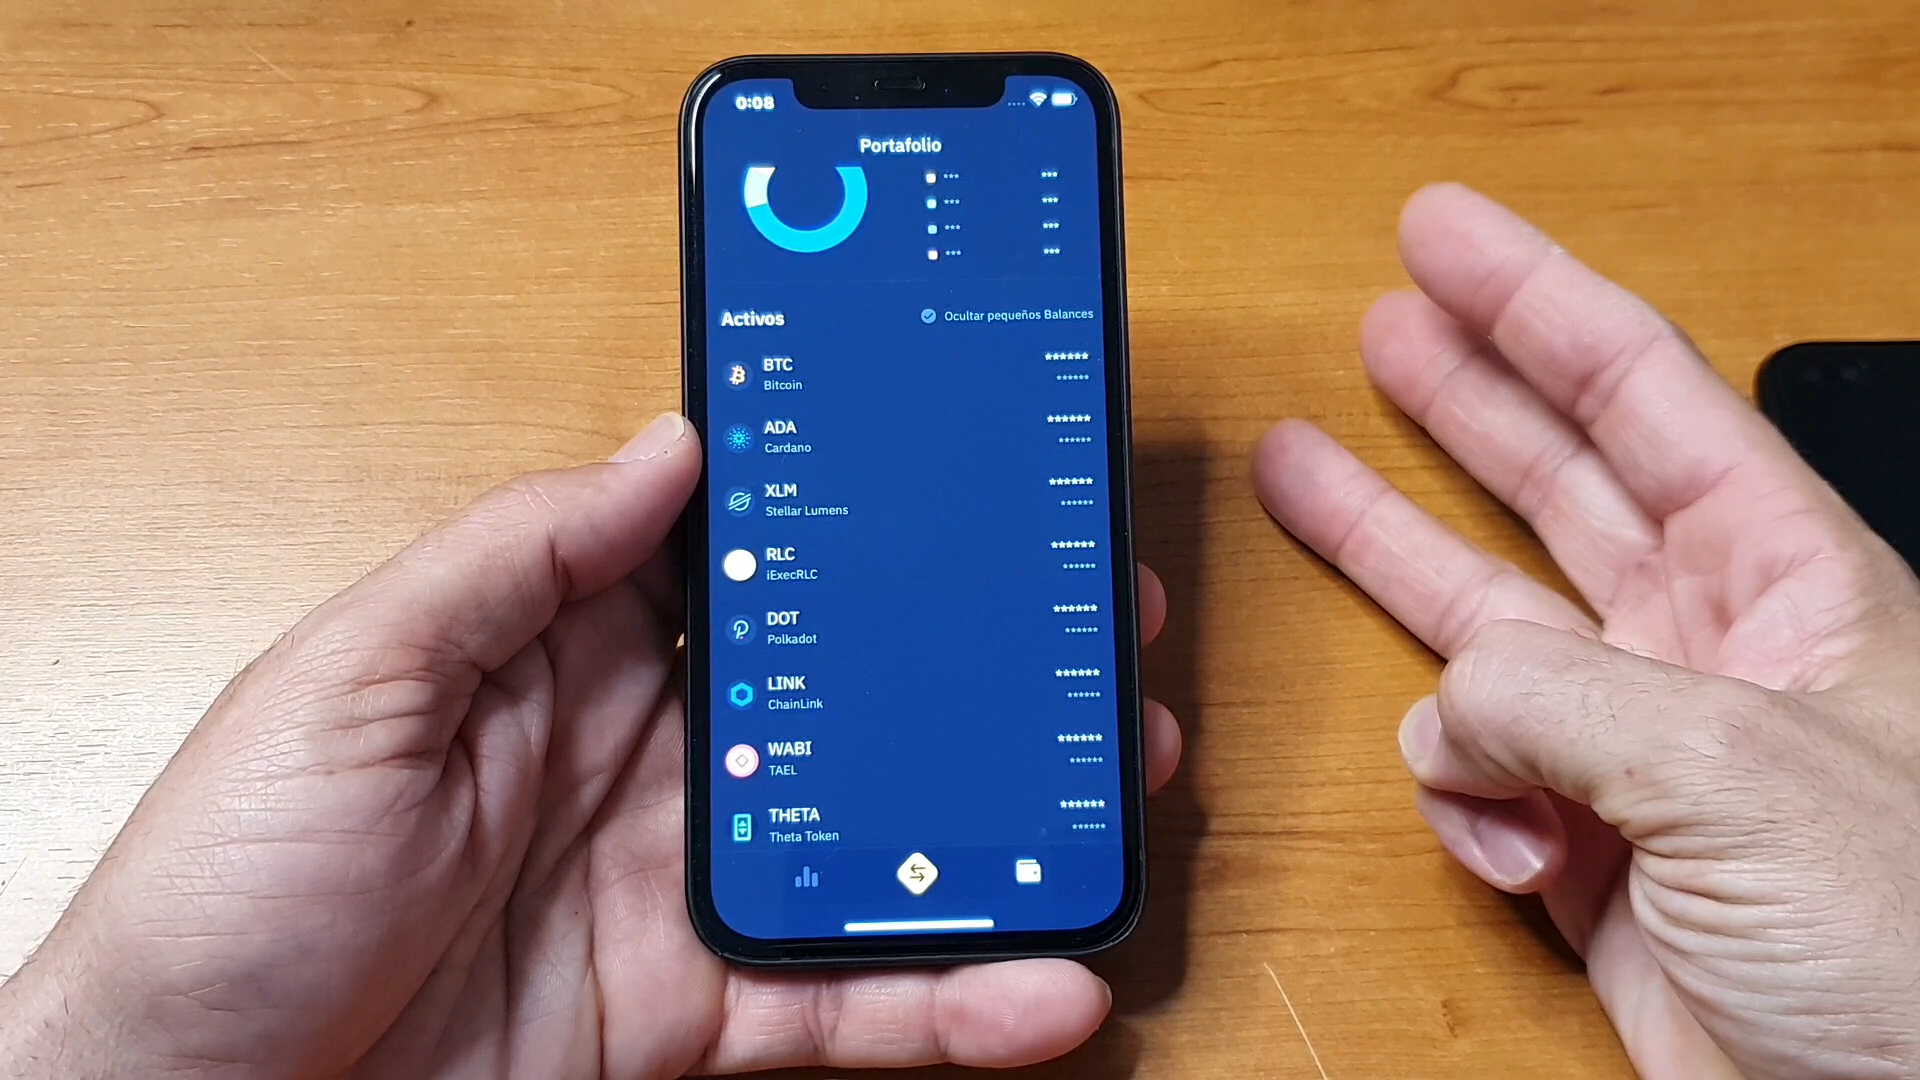 0:08
Portafolio
*** ***
*** ***
*** ***
*** ***
Activos
Ocultar pequeños Balances
BTC ******
Bitcoin ******
ADA ******
Cardano ******
XLM ******
Stellar Lumens ******
RLC ******
iExecRLC ******
DOT ******
Polkadot ******
LINK ******
ChainLink ******
WABI ******
TAEL ******
THETA ******
Theta Token ******